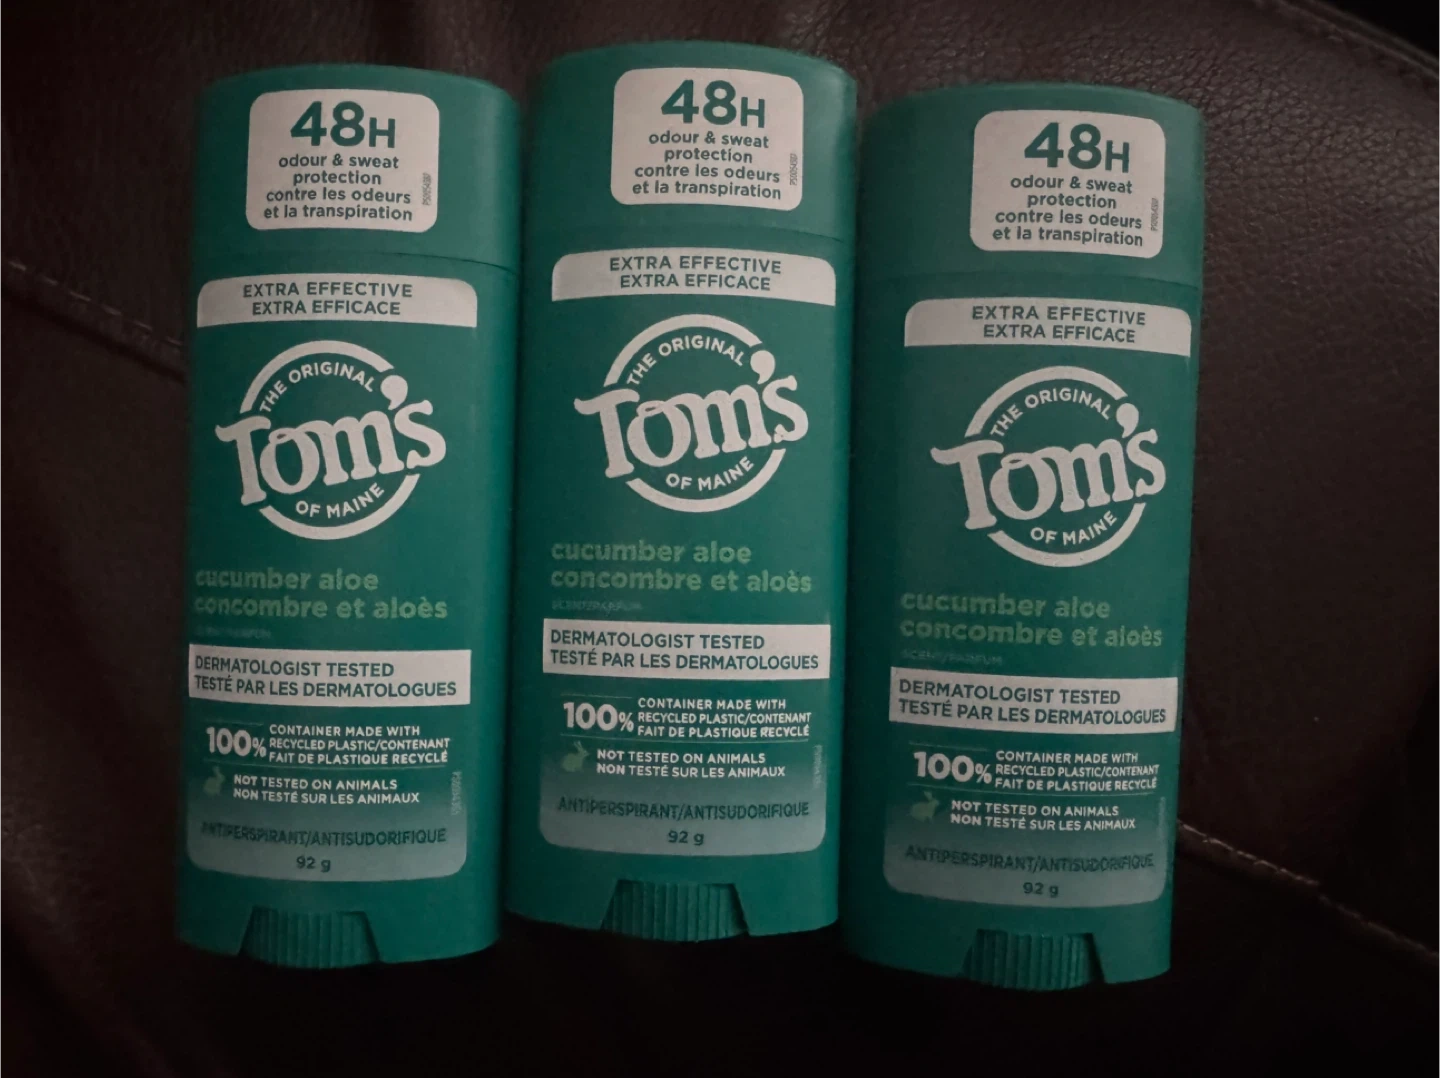 48H
odour & sweat
protection
contre les odeurs
et la transpiration
EXTRA EFFECTIVE
EXTRA EFFICACE
THE ORIGINAL
Tom's
OF MAINE
cucumber aloe
concombre et aloès
DERMATOLOGIST TESTED
TESTÉ PAR LES DERMATOLOGUES
100% CONTAINER MADE WITH
RECYCLED PLASTIC/CONTENANT
FAIT DE PLASTIQUE RECYCLÉ
NOT TESTED ON ANIMALS
NON TESTÉ SUR LES ANIMAUX
ANTIPERSPIRANT/ANTISUDORIFIQUE
92 g
48H
odour & sweat
protection
contre les odeurs
et la transpiration
EXTRA EFFECTIVE
EXTRA EFFICACE
THE ORIGINAL
Tom's
OF MAINE
cucumber aloe
concombre et aloès
SCENT/PARFUM
DERMATOLOGIST TESTED
TESTÉ PAR LES DERMATOLOGUES
100% CONTAINER MADE WITH
RECYCLED PLASTIC/CONTENANT
FAIT DE PLASTIQUE RECYCLÉ
NOT TESTED ON ANIMALS
NON TESTÉ SUR LES ANIMAUX
ANTIPERSPIRANT/ANTISUDORIFIQUE
92 g
48H
odour & sweat
protection
contre les odeurs
et la transpiration
EXTRA EFFECTIVE
EXTRA EFFICACE
THE ORIGINAL
Tom's
OF MAINE
cucumber aloe
concombre et aloès
SCENT/PARFUM
DERMATOLOGIST TESTED
TESTÉ PAR LES DERMATOLOGUES
100% CONTAINER MADE WITH
RECYCLED PLASTIC/CONTENANT
FAIT DE PLASTIQUE RECYCLÉ
NOT TESTED ON ANIMALS
NON TESTÉ SUR LES ANIMAUX
ANTIPERSPIRANT/ANTISUDORIFIQUE
92 g